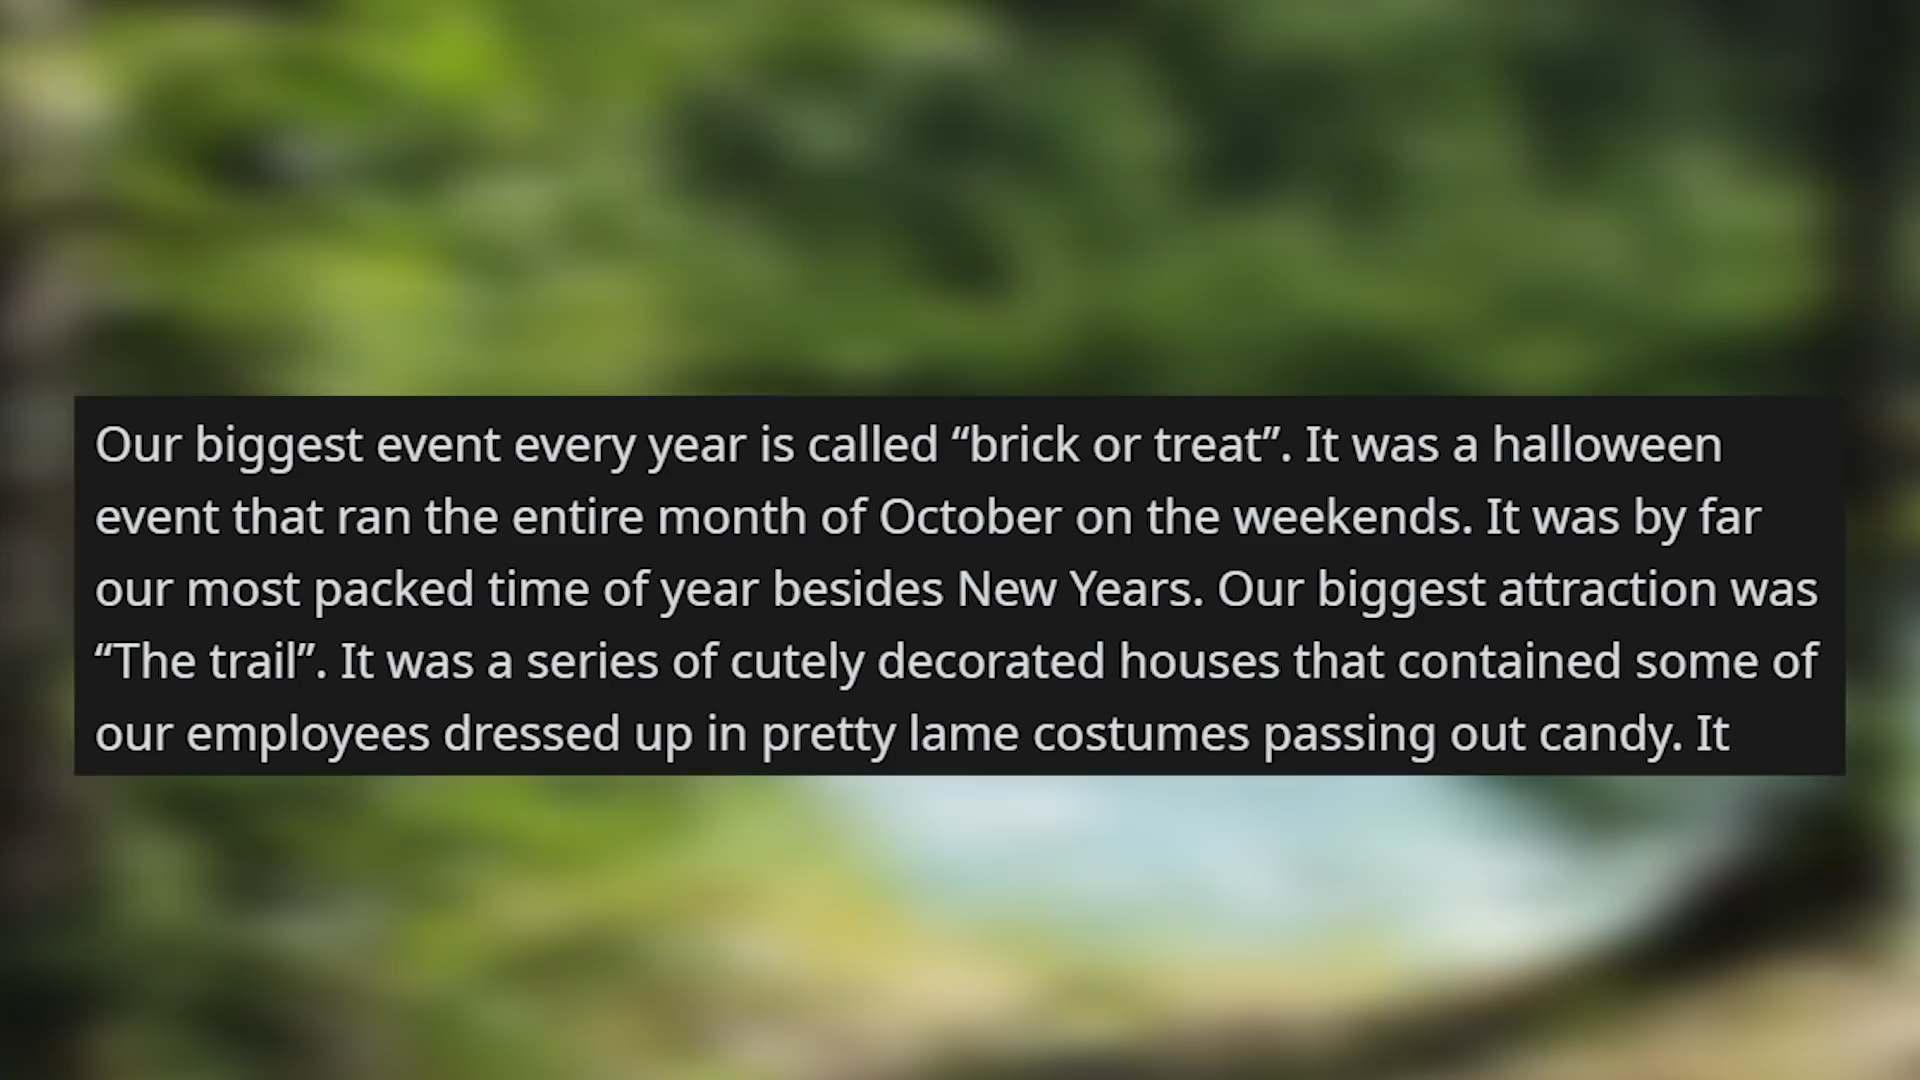 Our biggest event every year is called “brick or treat”. It was a halloween
event that ran the entire month of October on the weekends. It was by far
our most packed time of year besides New Years. Our biggest attraction was
“The trail”. It was a series of cutely decorated houses that contained some of
our employees dressed up in pretty lame costumes passing out candy. It